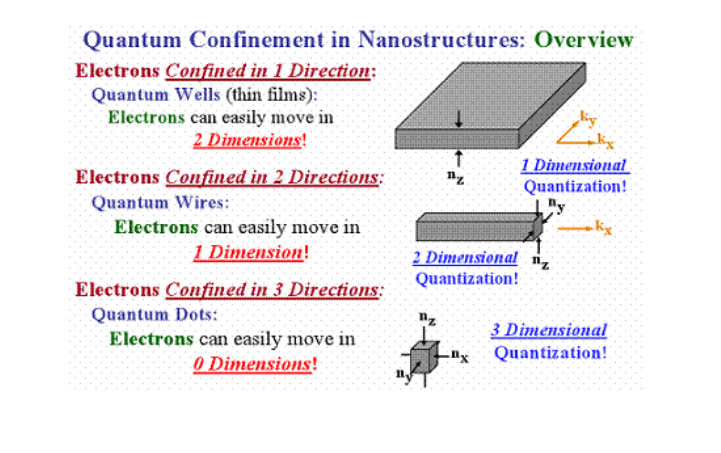 Quantum Confinement in Nanostructures: Overview
Electrons Confined in 1 Direction:
Quantum Wells (thin films):
Electrons can easily move in
2 Dimensions!
n_z
k_y
k_x
1 Dimensional
Quantization!
Electrons Confined in 2 Directions:
Quantum Wires:
Electrons can easily move in
1 Dimension!
n_y
k_x
n_z
2 Dimensional
Quantization!
Electrons Confined in 3 Directions:
Quantum Dots:
Electrons can easily move in
0 Dimensions!
n_z
n_x
n_y
3 Dimensional
Quantization!